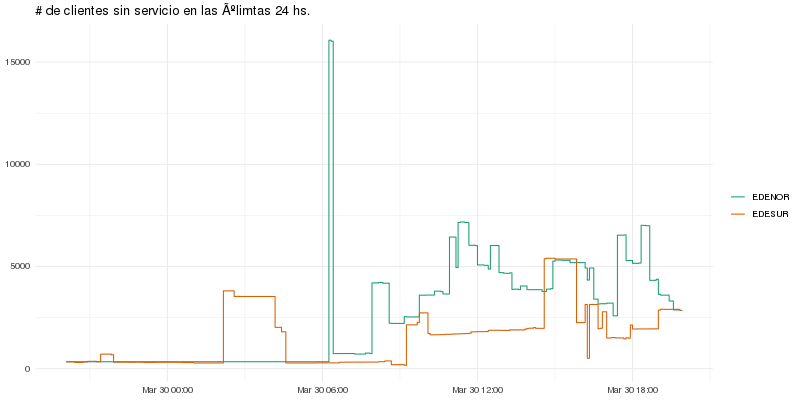 # de clientes sin servicio en las Ãºlimtas 24 hs.
15000
10000
5000
0
Mar 30 00:00
Mar 30 06:00
Mar 30 12:00
Mar 30 18:00
EDENOR
EDESUR